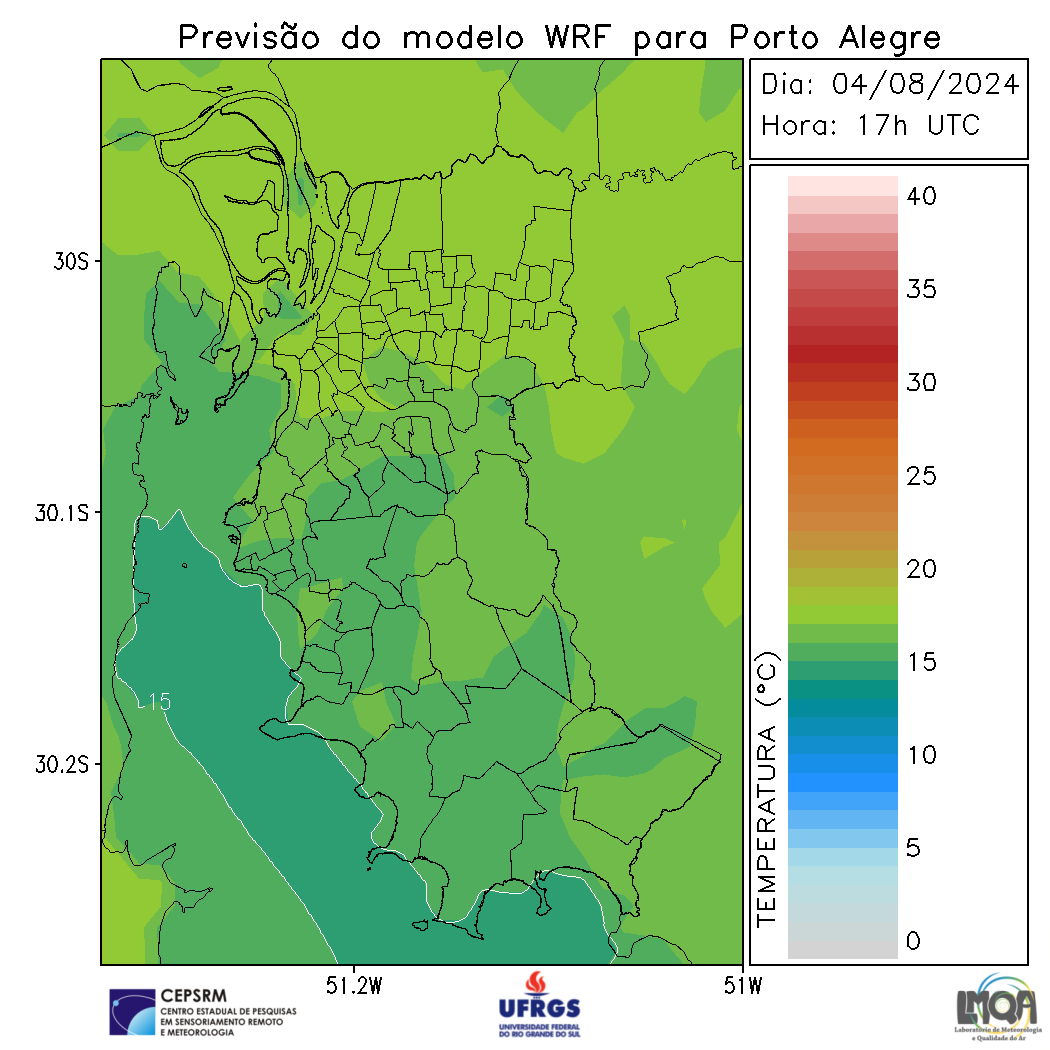 Previsão do modelo WRF para Porto Alegre
Dia: 04/08/2024
Hora: 17h UTC
40
35
30
25
20
15
10
5
0
TEMPERATURA (°C)
30S
30.1S
30.2S
15
51.2W
51W
CEPSRM
CENTRO ESTADUAL DE PESQUISAS
EM SENSORIAMENTO REMOTO
E METEOROLOGIA
UFRGS
UNIVERSIDADE FEDERAL
DO RIO GRANDE DO SUL
LMQA
Laboratório de Meteorologia
e Qualidade do Ar